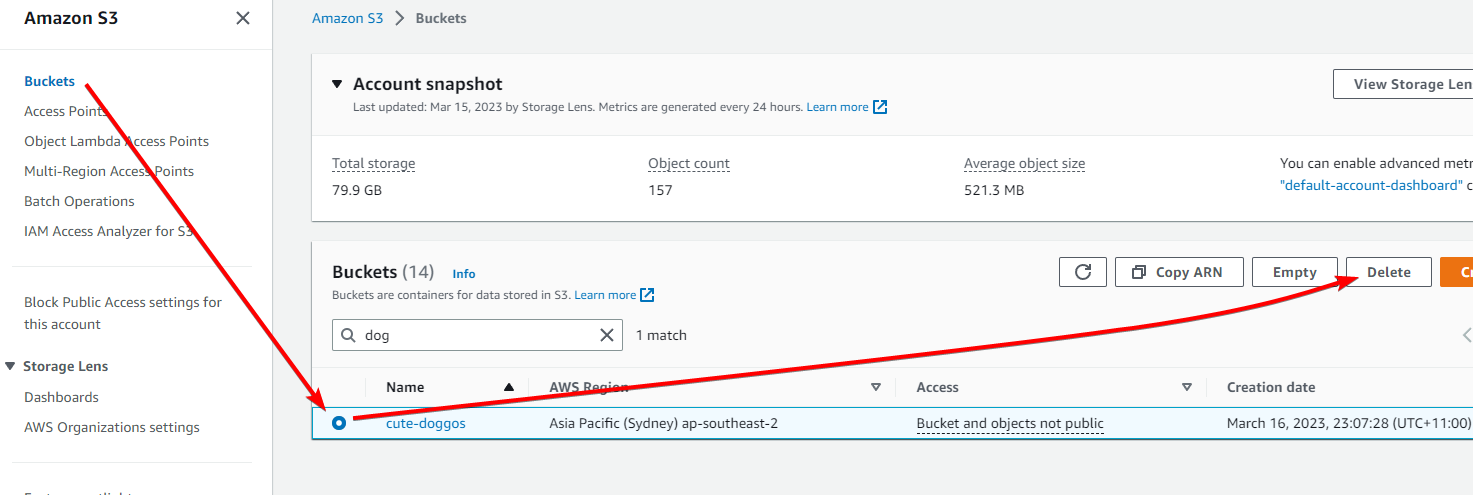 Amazon S3
Buckets
Access Points
Object Lambda Access Points
Multi-Region Access Points
Batch Operations
IAM Access Analyzer for S3
Block Public Access settings for
this account
Storage Lens
Dashboards
AWS Organizations settings
Amazon S3 > Buckets
Account snapshot
Last updated: Mar 15, 2023 by Storage Lens. Metrics are generated every 24 hours. Learn more
View Storage Len
Total storage
79.9 GB
Object count
157
Average object size
521.3 MB
You can enable advanced metr
"default-account-dashboard" c
Buckets (14) Info
Buckets are containers for data stored in S3. Learn more
Copy ARN
Empty
Delete
Cr
dog
1 match
Name AWS Region Access Creation date
cute-doggos Asia Pacific (Sydney) ap-southeast-2 Bucket and objects not public March 16, 2023, 23:07:28 (UTC+11:00)